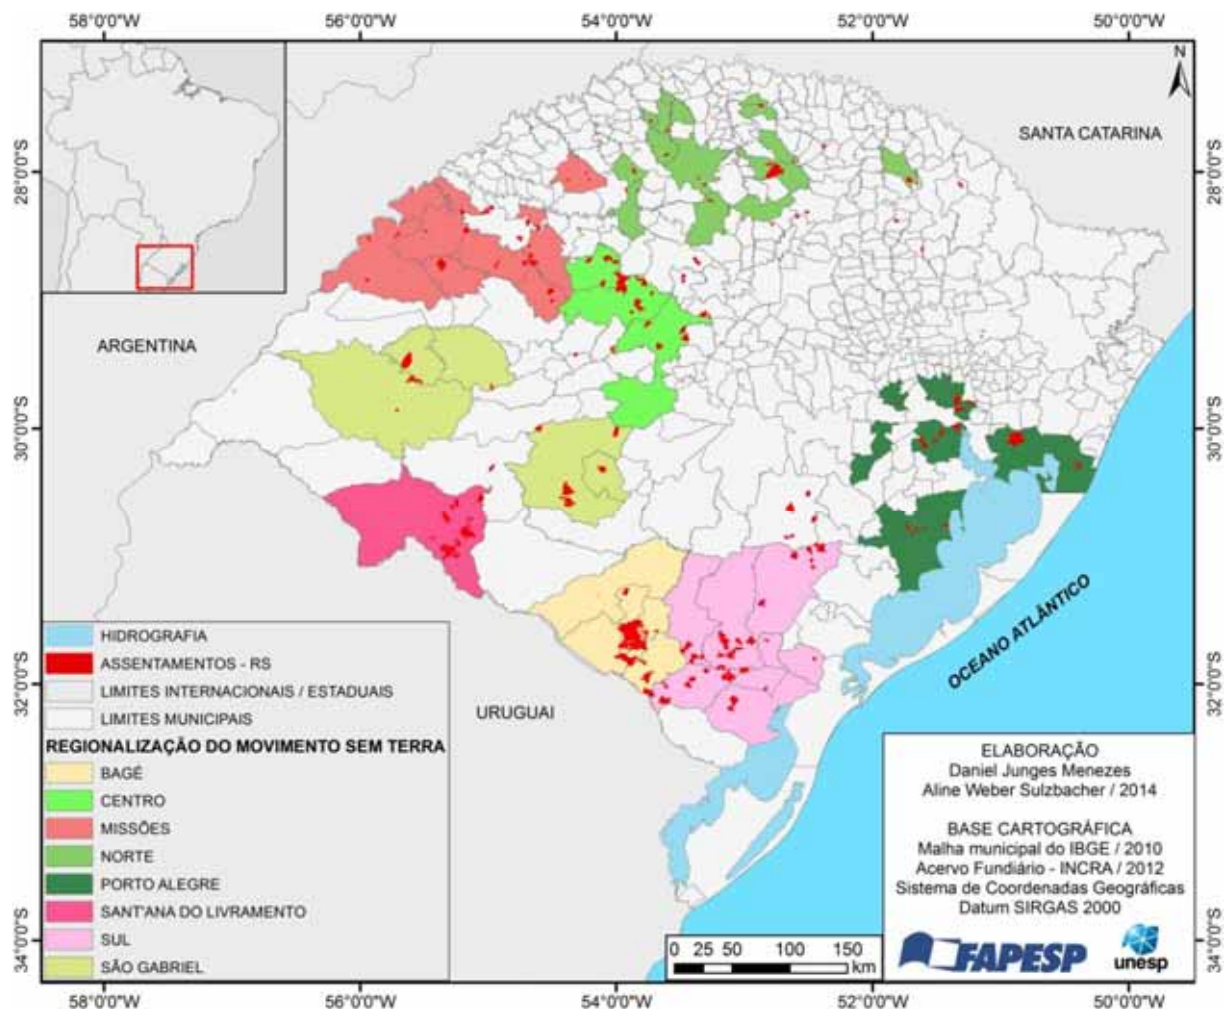 58°0'0"W
56°0'0"W
54°0'0"W
52°0'0"W
50°0'0"W
N
SANTA CATARINA
28°0'0"S
28°0'0"S
ARGENTINA
30°0'0"S
30°0'0"S
OCEANO ATLÂNTICO
HIDROGRAFIA
ASSENTAMENTOS - RS
LIMITES INTERNACIONAIS / ESTADUAIS
LIMITES MUNICIPAIS
REGIONALIZAÇÃO DO MOVIMENTO SEM TERRA
BAGÉ
CENTRO
MISSÕES
NORTE
PORTO ALEGRE
SANT'ANA DO LIVRAMENTO
SUL
SÃO GABRIEL
URUGUAI
32°0'0"S
32°0'0"S
ELABORAÇÃO
Daniel Junges Menezes
Aline Weber Sulzbacher / 2014
BASE CARTOGRÁFICA
Malha municipal do IBGE / 2010
Acervo Fundiário - INCRA / 2012
Sistema de Coordenadas Geográficas
Datum SIRGAS 2000
FAPESP
unesp
0 25 50 100 150
km
34°0'0"S
34°0'0"S
58°0'0"W
56°0'0"W
54°0'0"W
52°0'0"W
50°0'0"W